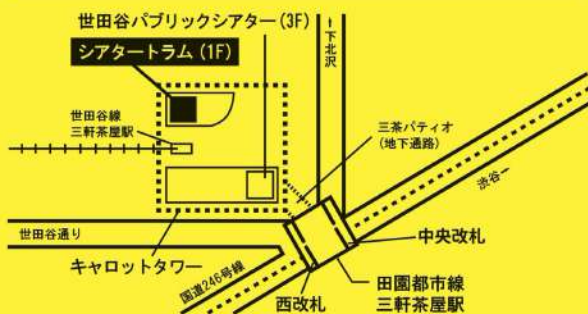 世田谷パブリックシアター(3F)
シアタートラム(1F)
↑下北沢
世田谷線
三軒茶屋駅
三茶パティオ
(地下通路)
渋谷→
世田谷通り
中央改札
キャロットタワー
国道246号線
田園都市線
三軒茶屋駅
西改札